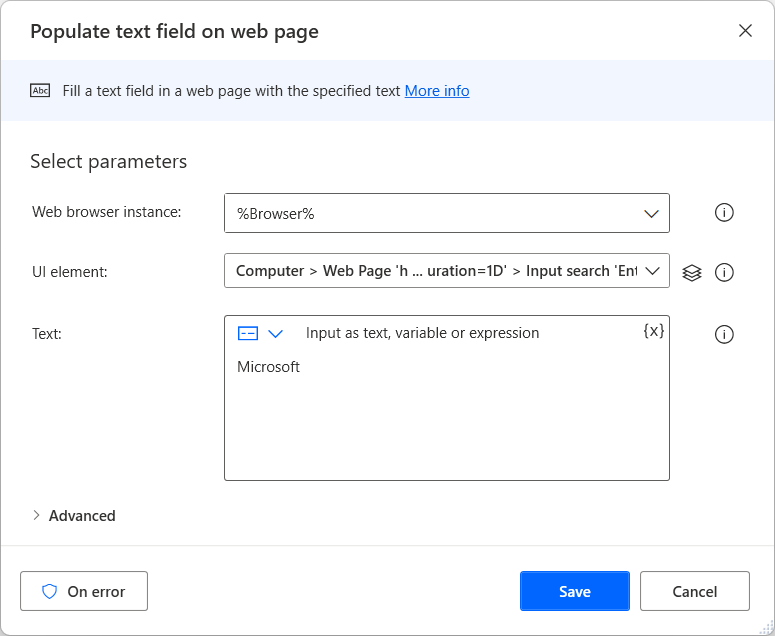 Populate text field on web page
Abc Fill a text field in a web page with the specified text More info
Select parameters
Web browser instance: %Browser%
UI element: Computer > Web Page 'h ... uration=1D' > Input search 'Ent
Text: Input as text, variable or expression {x}
Microsoft
Advanced
On error Save Cancel